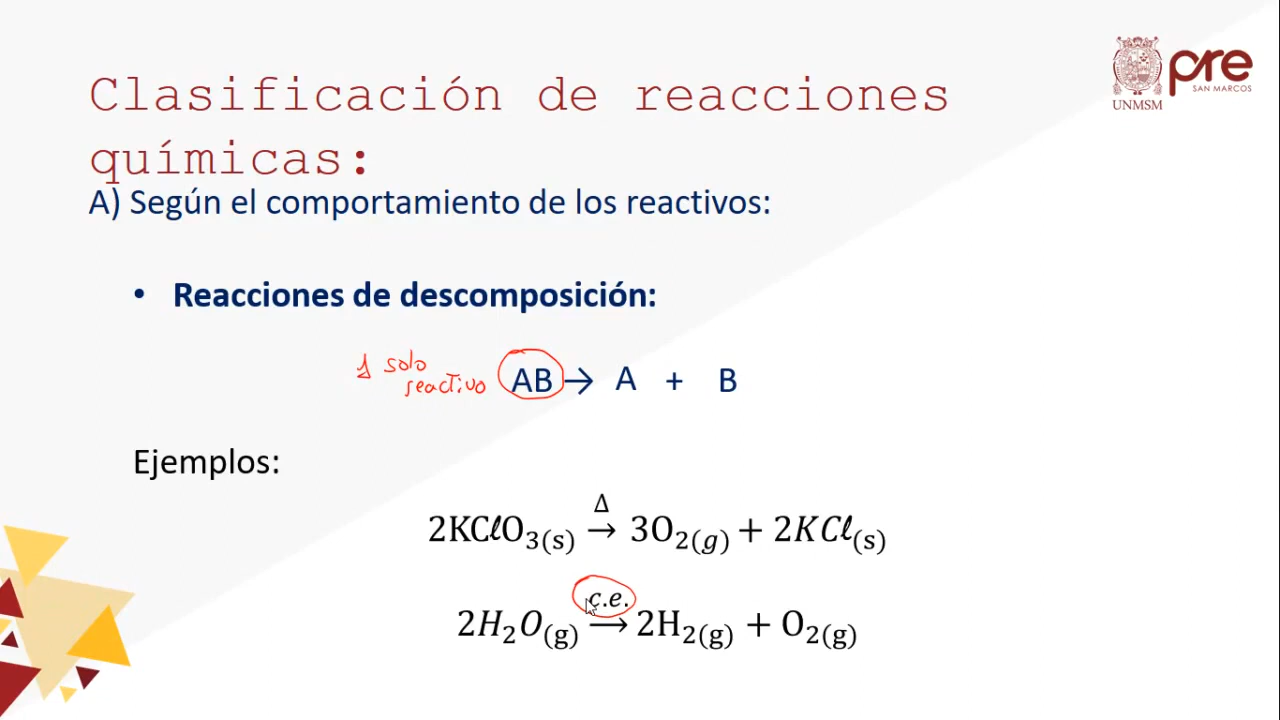 Clasificación de reacciones
químicas:
UNMSM
pre
SAN MARCOS
A) Según el comportamiento de los reactivos:
• Reacciones de descomposición:
1 solo
reactivo
AB → A + B
Ejemplos:
Δ
2KCℓO₃₍ₛ₎ → 3O₂₍g₎ + 2KCℓ₍ₛ₎
c.e.
2H₂O₍g₎ → 2H₂₍g₎ + O₂₍g₎